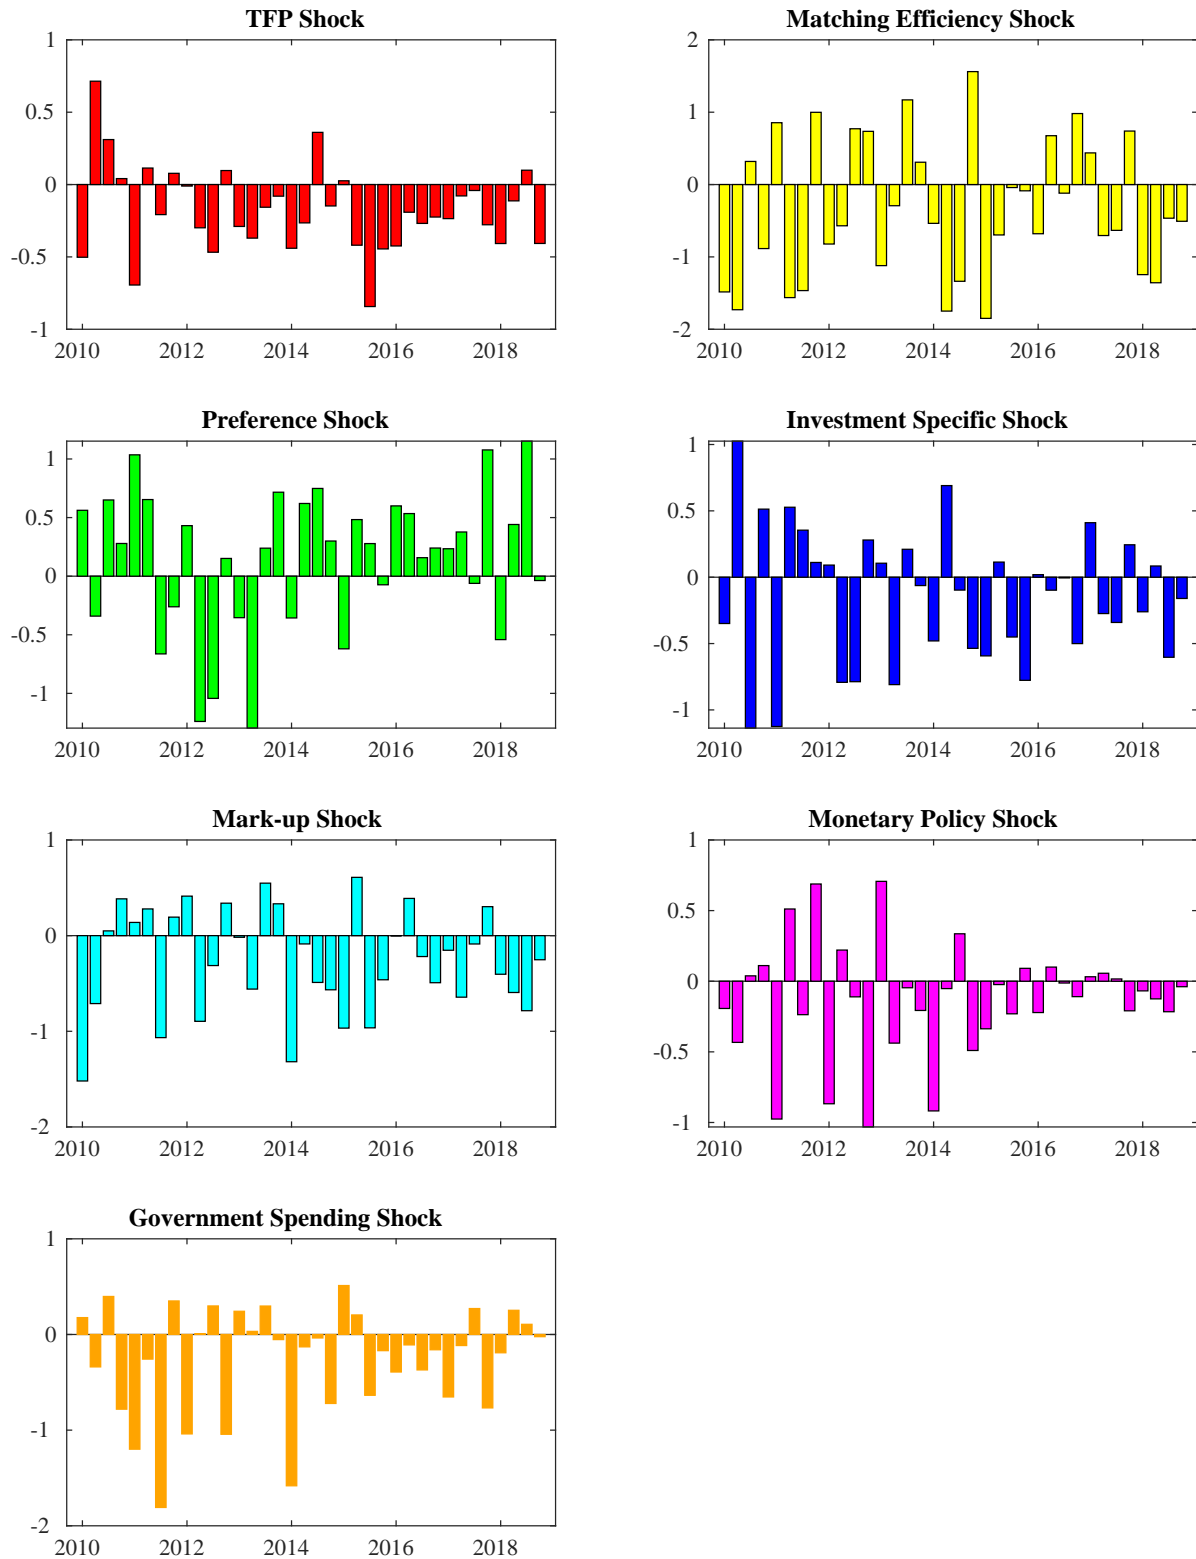 TFP Shock
1
0.5
0
-0.5
-1
2010 2012 2014 2016 2018
Matching Efficiency Shock
2
1
0
-1
-2
2010 2012 2014 2016 2018
Preference Shock
1
0.5
0
-0.5
-1
2010 2012 2014 2016 2018
Investment Specific Shock
1
0.5
0
-0.5
-1
2010 2012 2014 2016 2018
Mark-up Shock
1
0
-1
-2
2010 2012 2014 2016 2018
Monetary Policy Shock
1
0.5
0
-0.5
-1
2010 2012 2014 2016 2018
Government Spending Shock
1
0
-1
-2
2010 2012 2014 2016 2018